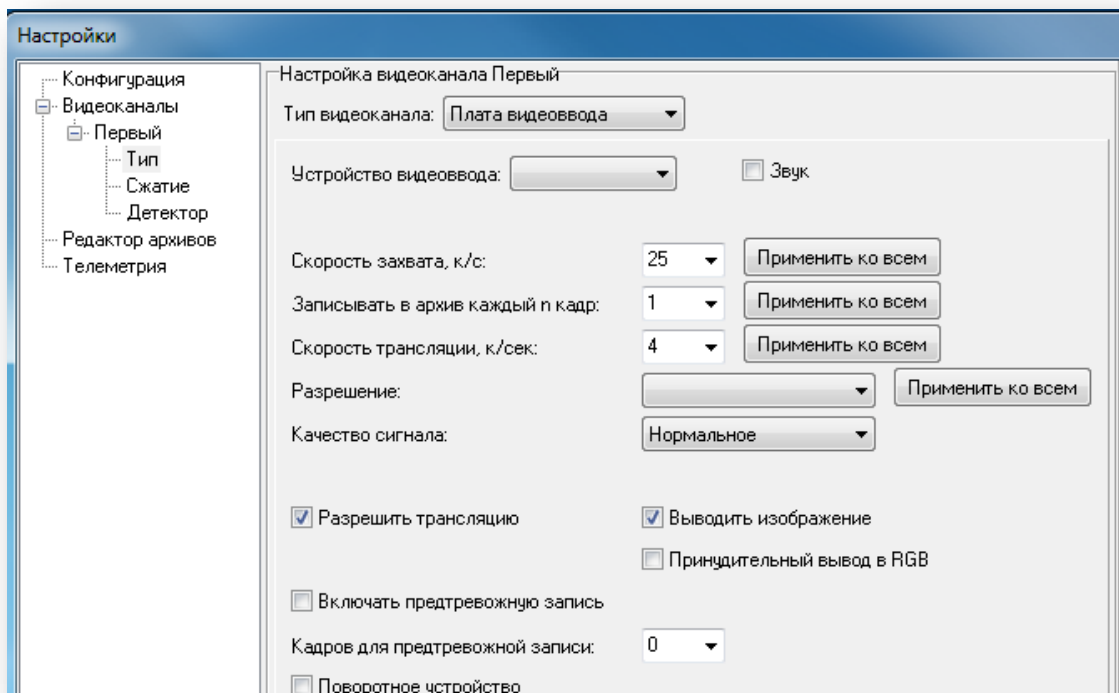 Настройки
Конфигурация
Видеоканалы
Первый
Тип
Сжатие
Детектор
Редактор архивов
Телеметрия
Настройка видеоканала Первый
Тип видеоканала: Плата видеоввода
Устройство видеоввода:
Звук
Скорость захвата, к/с: 25 Применить ко всем
Записывать в архив каждый n кадр: 1 Применить ко всем
Скорость трансляции, к/сек: 4 Применить ко всем
Разрешение: Применить ко всем
Качество сигнала: Нормальное
Разрешить трансляцию
Выводить изображение
Принудительный вывод в RGB
Включать предтревожную запись
Кадров для предтревожной записи: 0
Поворотное устройство